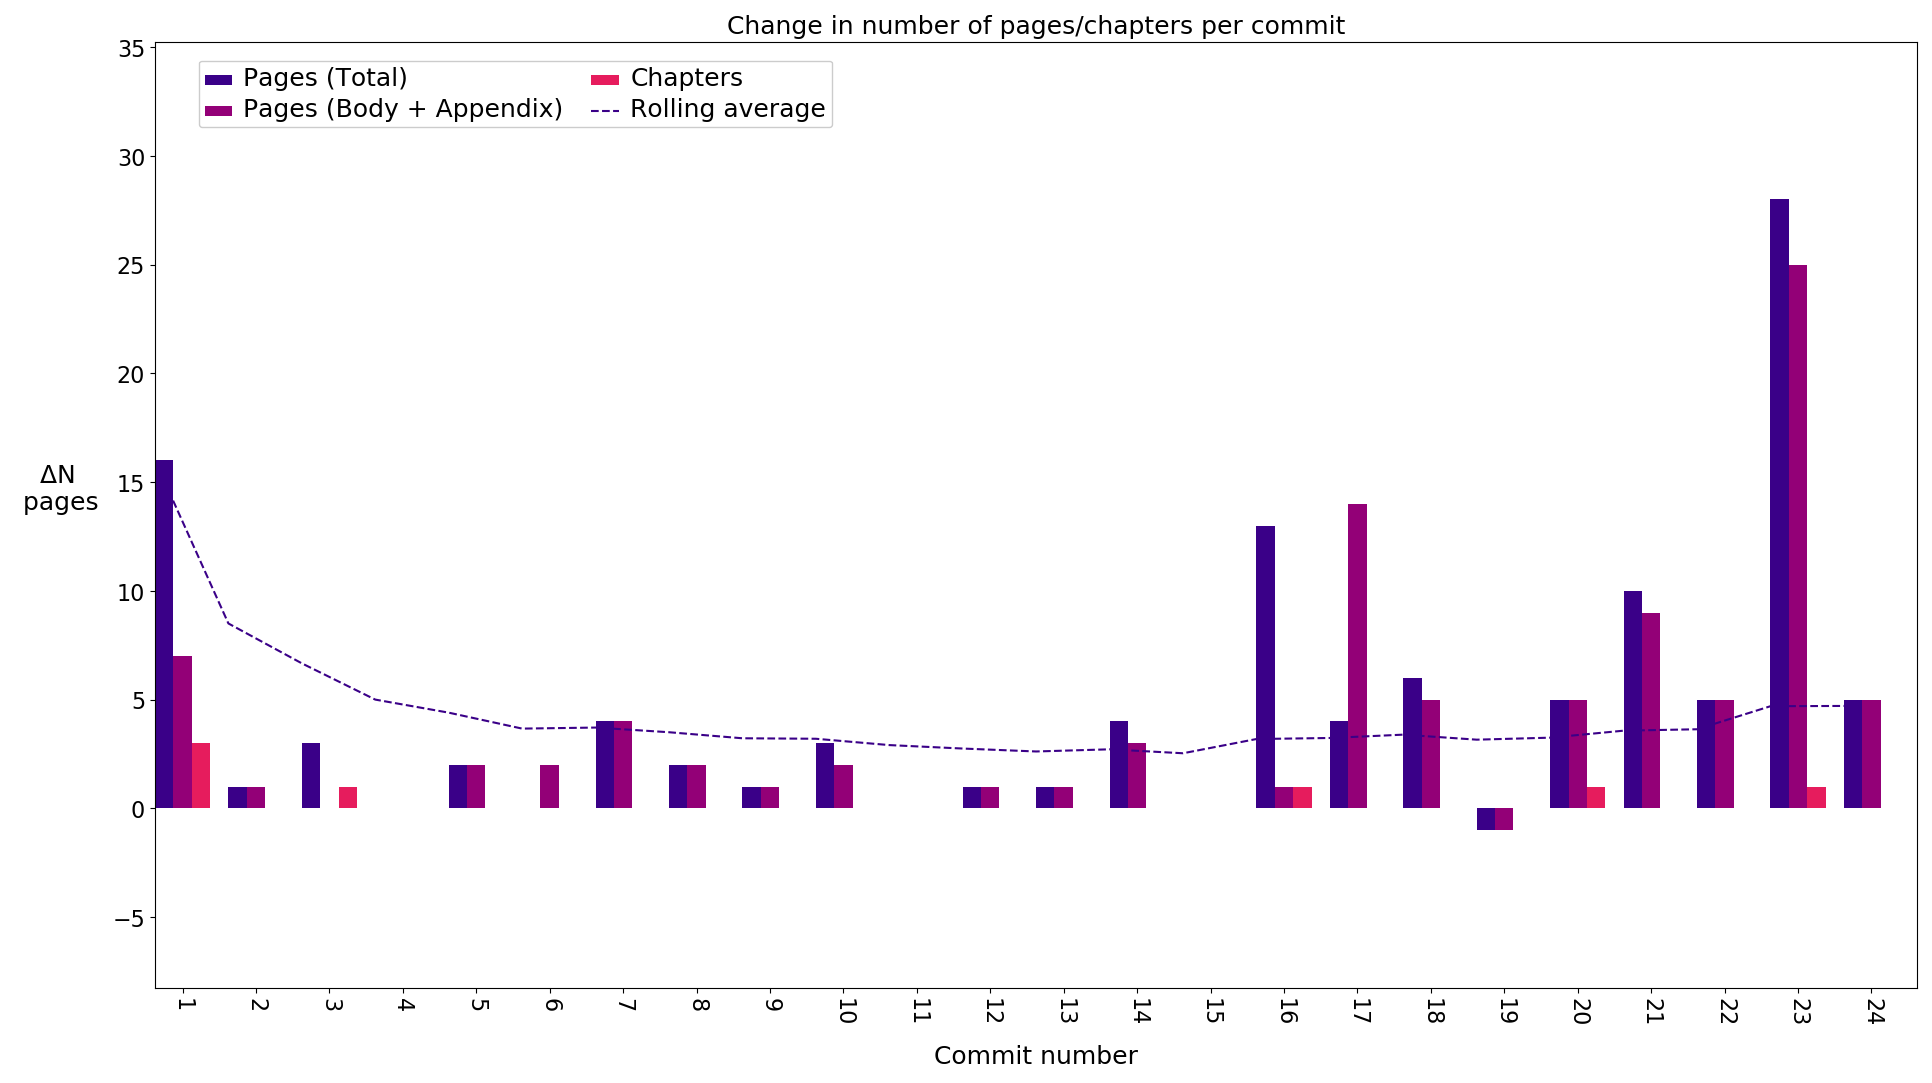 Change in number of pages/chapters per commit
Pages (Total)
Pages (Body + Appendix)
Chapters
Rolling average
35
30
25
20
15
10
5
0
−5
ΔN
pages
1 2 3 4 5 6 7 8 9 10 11 12 13 14 15 16 17 18 19 20 21 22 23 24
Commit number